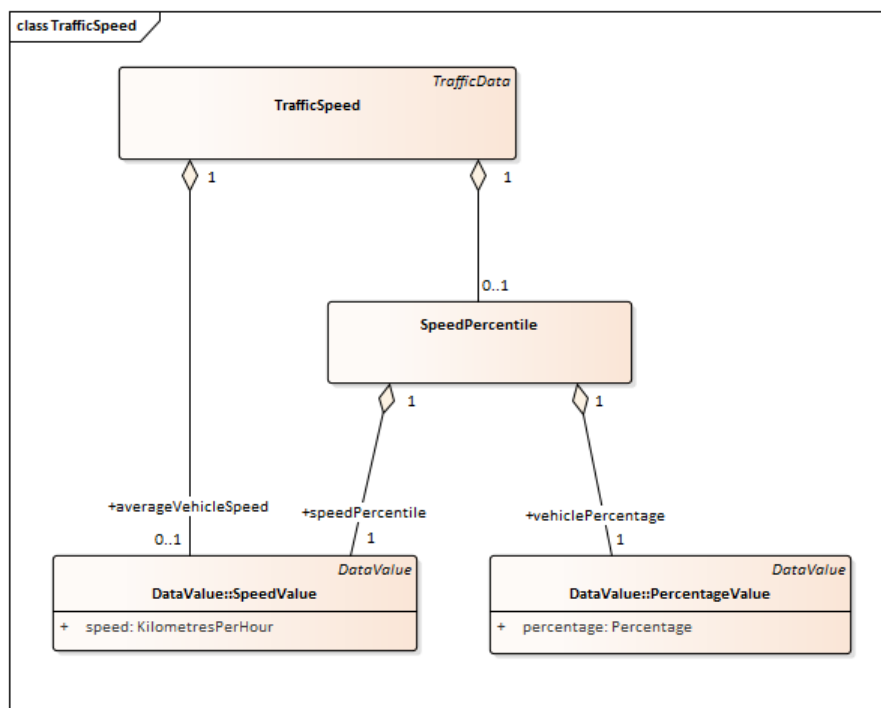 class TrafficSpeed
TrafficData
TrafficSpeed
1
1
0..1
SpeedPercentile
1
1
+averageVehicleSpeed
+speedPercentile
+vehiclePercentage
0..1
1
1
DataValue
DataValue::SpeedValue
+ speed: KilometresPerHour
DataValue
DataValue::PercentageValue
+ percentage: Percentage